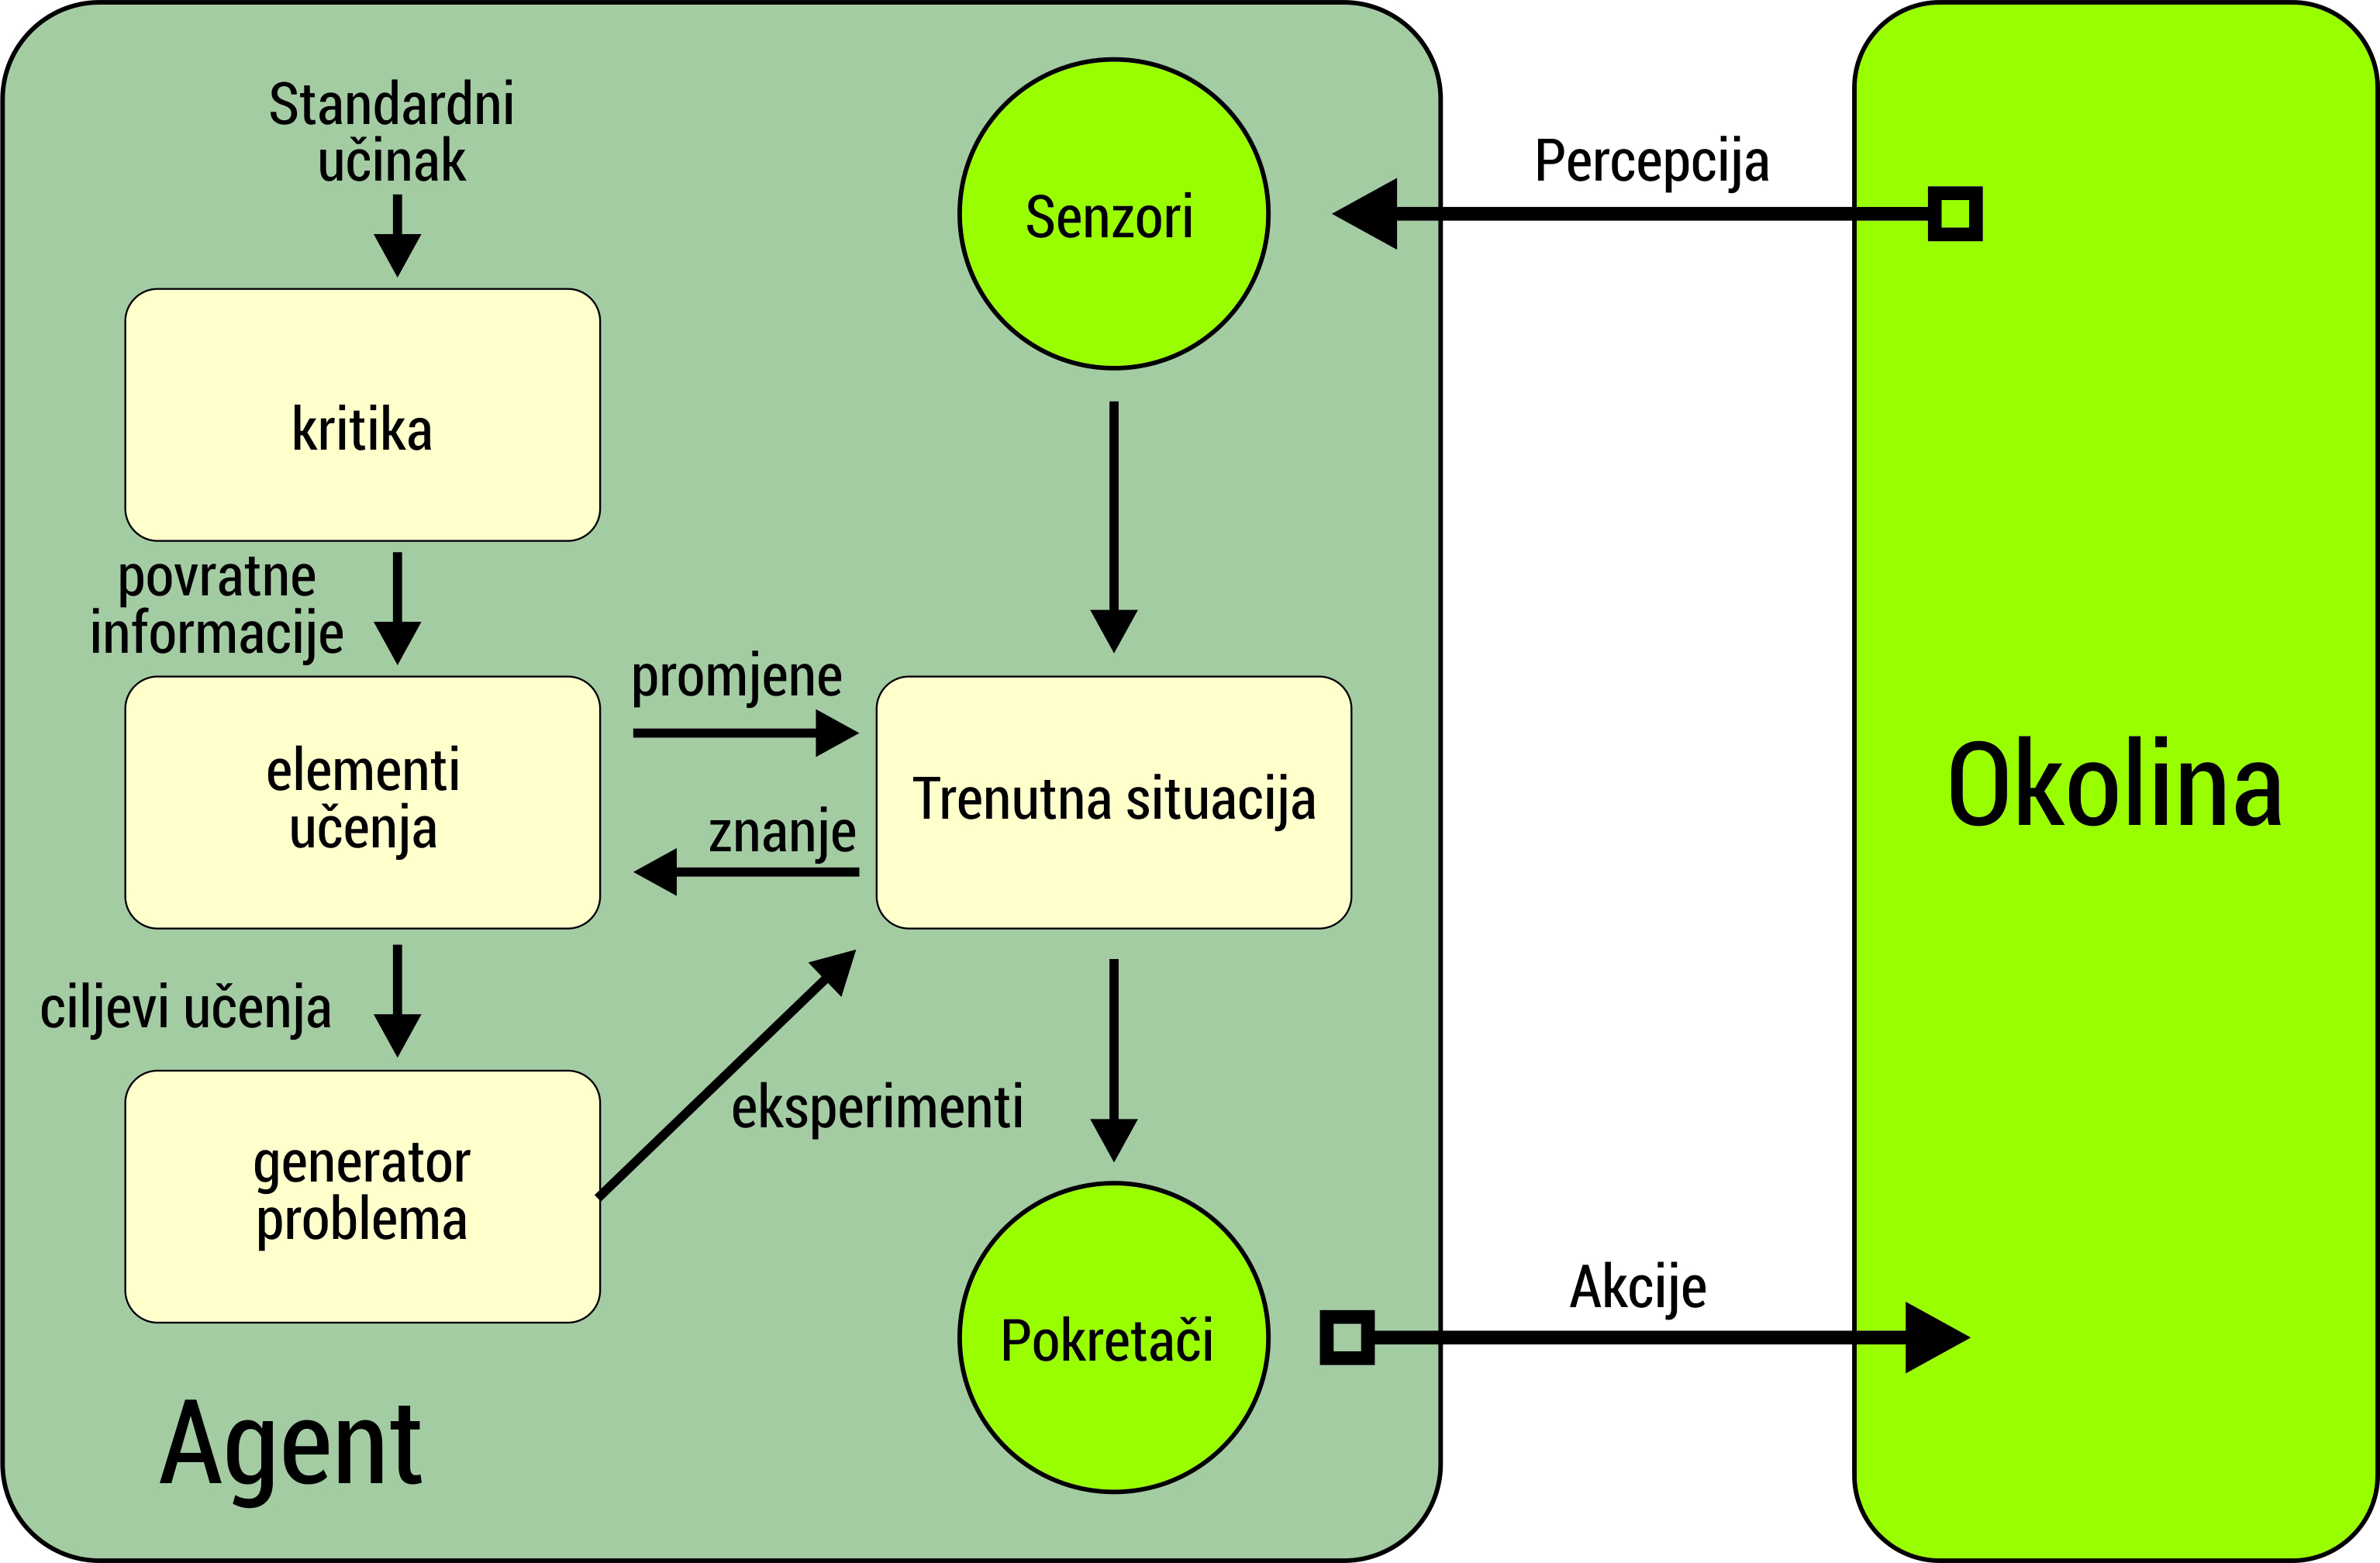 Standardni
učinak
Senzori
Percepcija
kritika
povratne
informacije
promjene
elementi
učenja
Trenutna situacija
znanje
Okolina
ciljevi učenja
eksperimenti
generator
problema
Pokretači
Akcije
Agent